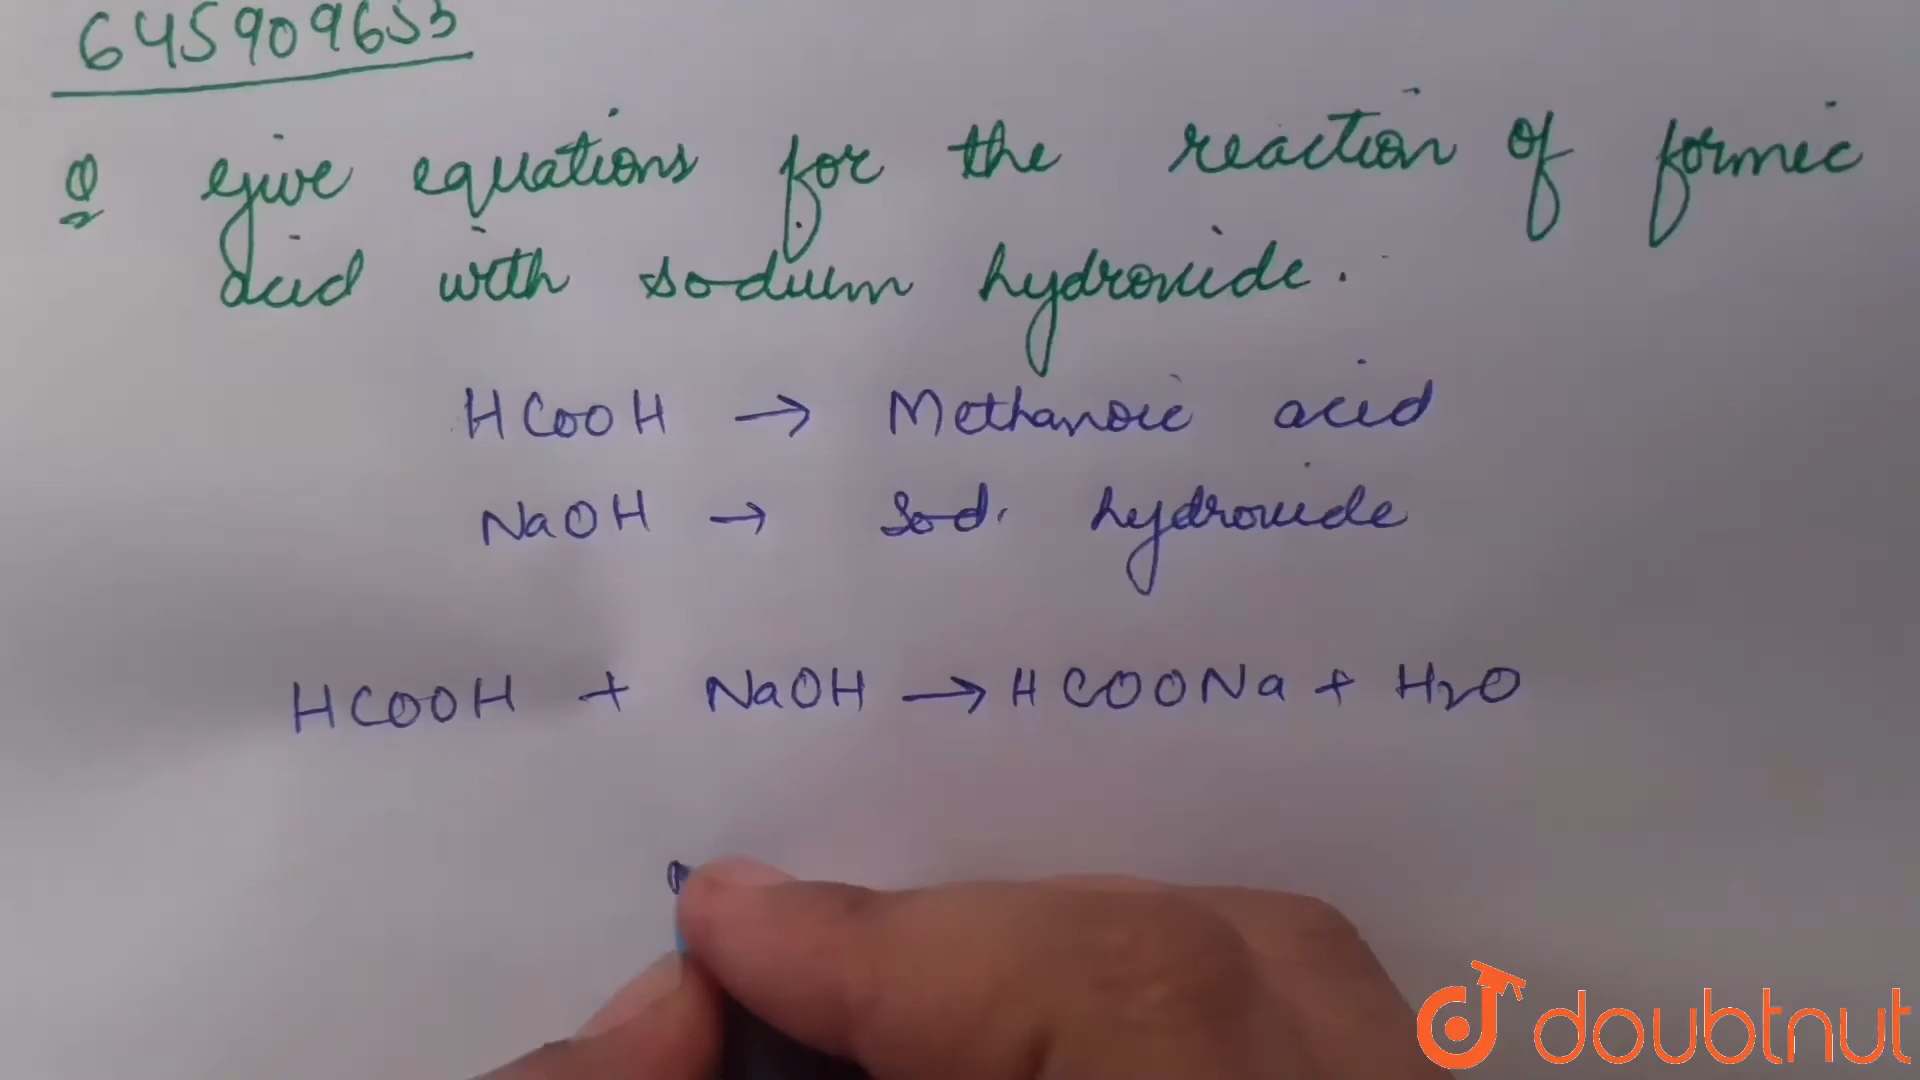 645909653
Q Give equations for the reaction of formic
acid with sodium hydroxide.
HCOOH → Methanoic acid
NaOH → Sod. hydroxide
HCOOH + NaOH → HCOONa + H2O
doubtnut